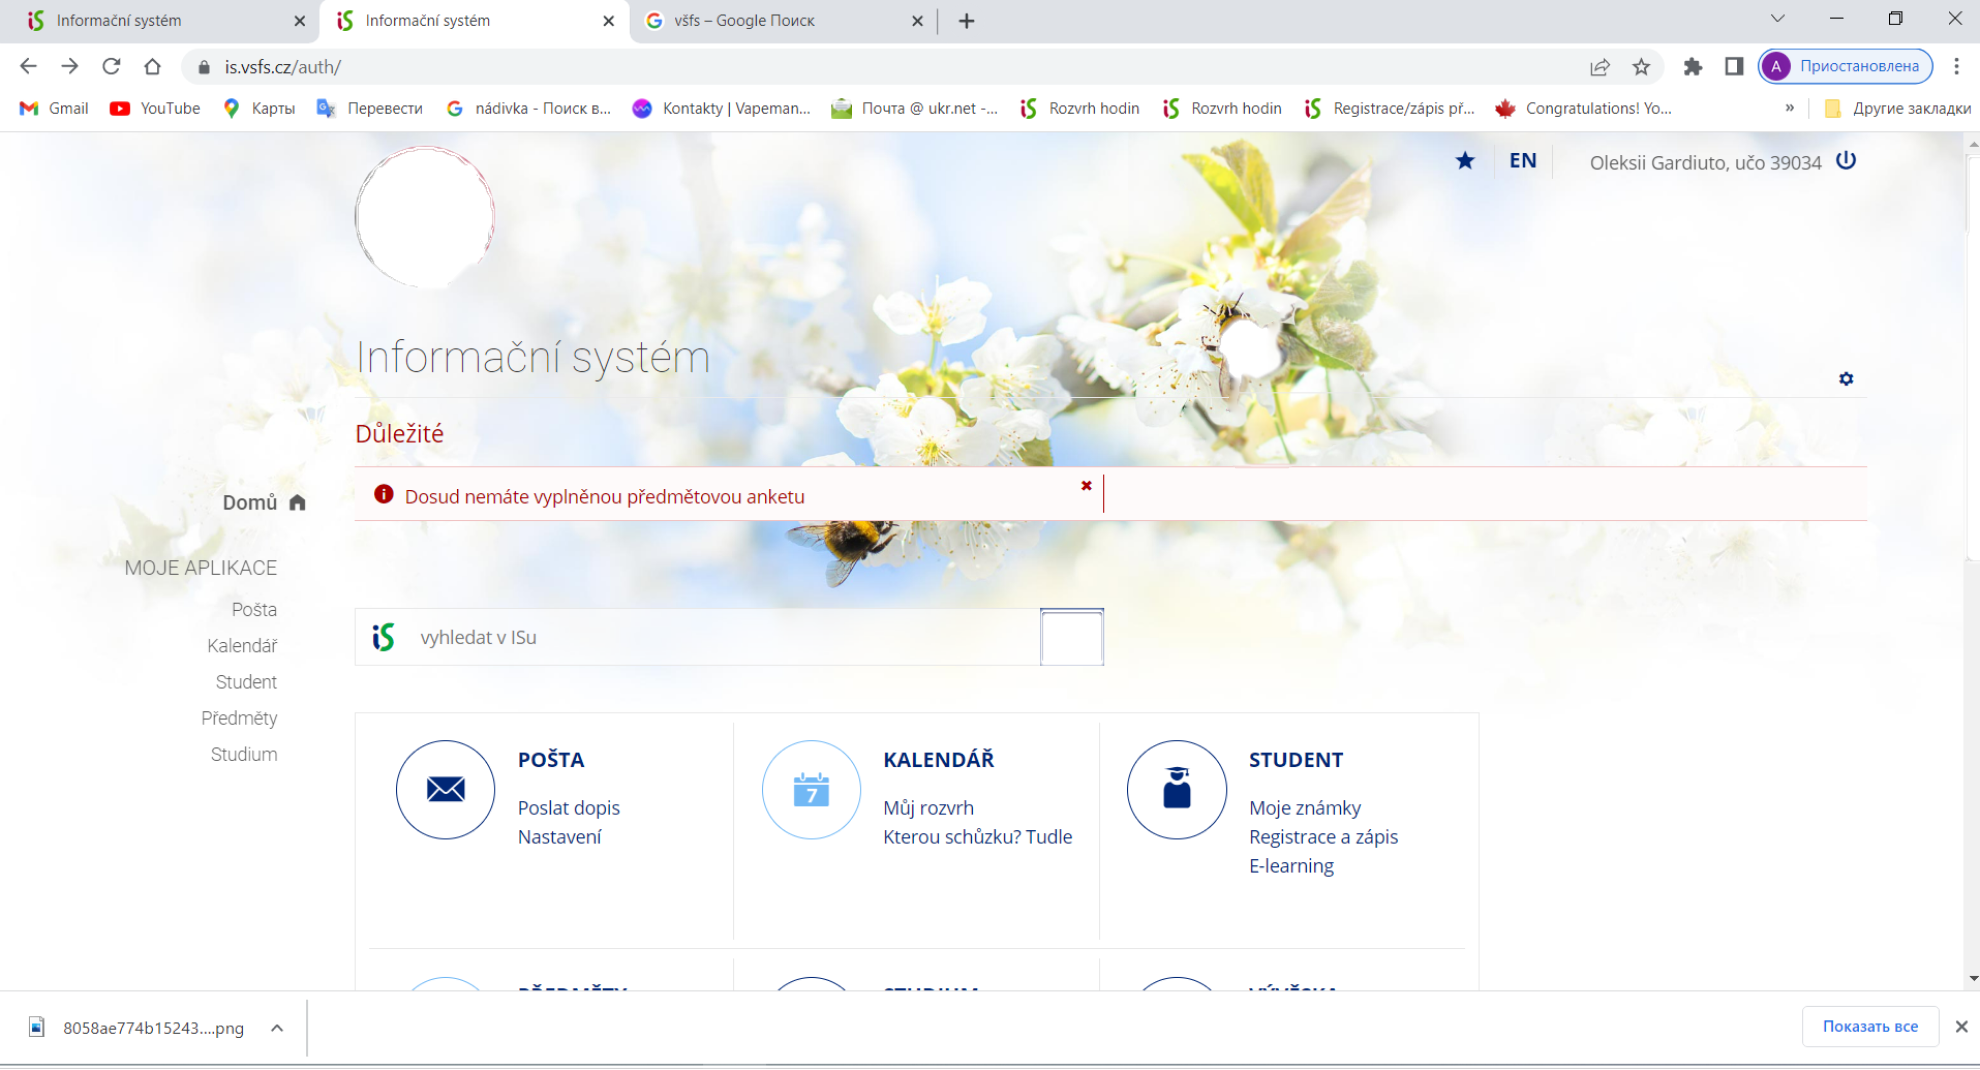 Informační systém
Informační systém
všfs – Google Поиск
is.vsfs.cz/auth/
A Приостановлена
Gmail
YouTube
Карты
Перевести
nádivka - Поиск в...
Kontakty | Vapeman...
Почта @ ukr.net -...
Rozvrh hodin
Rozvrh hodin
Registrace/zápis př...
Congratulations! Yo...
»
Другие закладки
EN
Oleksii Gardiuto, učo 39034
Informační systém
Důležité
Dosud nemáte vyplněnou předmětovou anketu
Domů
MOJE APLIKACE
Pošta
Kalendář
Student
Předměty
Studium
iS
vyhledat v ISu
POŠTA
Poslat dopis
Nastavení
7
KALENDÁŘ
Můj rozvrh
Kterou schůzku? Tudle
STUDENT
Moje známky
Registrace a zápis
E-learning
8058ae774b15243....png
Показать все